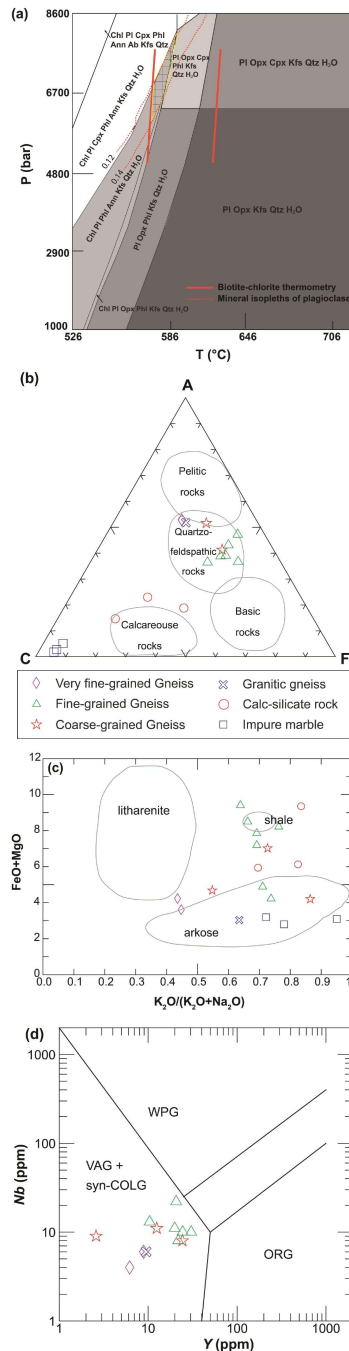 (a)
8600
6700
4800
2900
1000
P (bar)
Chl Pl Cpx Phl
Ann Ab Kfs Qtz
Chl Pl Cpx Phl Ann Kfs Qtz H₂O
0.12
0.14
Chl Pl Phl Ann Kfs Qtz H₂O
Pl Opx Cpx
Phl Kfs
Qtz H₂O
Pl Opx Cpx Kfs Qtz H₂O
Pl Opx Phl Kfs Qtz H₂O
Pl Opx Kfs Qtz H₂O
Chl Pl Opx Phl Kfs Qtz H₂O
Biotite-chlorite thermometry
Mineral isopleths of plagioclase
526
586
646
706
T (°C)
(b)
A
Pelitic
rocks
Quartzo-
feldspathic
rocks
Basic
rocks
Calcareouse
rocks
C
F
Very fine-grained Gneiss
Granitic gneiss
Fine-grained Gneiss
Calc-silicate rock
Coarse-grained Gneiss
Impure marble
(c)
12
10
8
6
4
2
0
FeO+MgO
litharenite
shale
arkose
0.0 0.1 0.2 0.3 0.4 0.5 0.6 0.7 0.8 0.9 1.0
K₂O/(K₂O+Na₂O)
(d)
1000
100
10
1
Nb (ppm)
WPG
VAG +
syn-COLG
ORG
1 10 100 1000
Y (ppm)